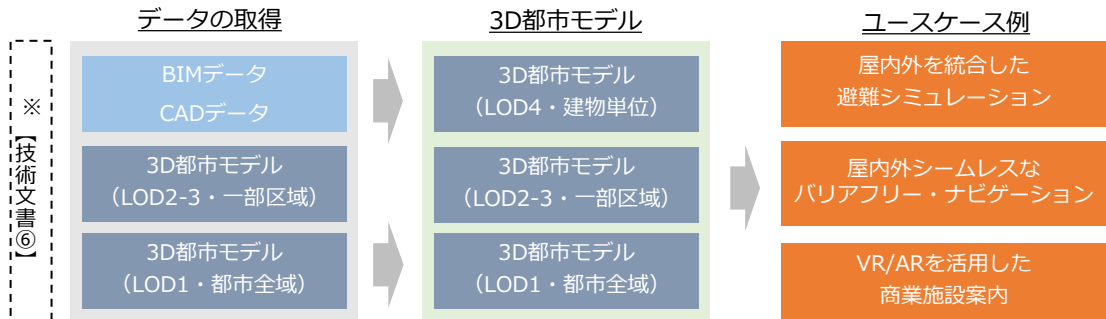 データの取得
3D都市モデル
ユースケース例
※【技術文書⑥】
BIMデータ
CADデータ
3D都市モデル
（LOD2-3・一部区域）
3D都市モデル
（LOD1・都市全域）
3D都市モデル
（LOD4・建物単位）
3D都市モデル
（LOD2-3・一部区域）
3D都市モデル
（LOD1・都市全域）
屋内外を統合した
避難シミュレーション
屋内外シームレスな
バリアフリー・ナビゲーション
VR/ARを活用した
商業施設案内